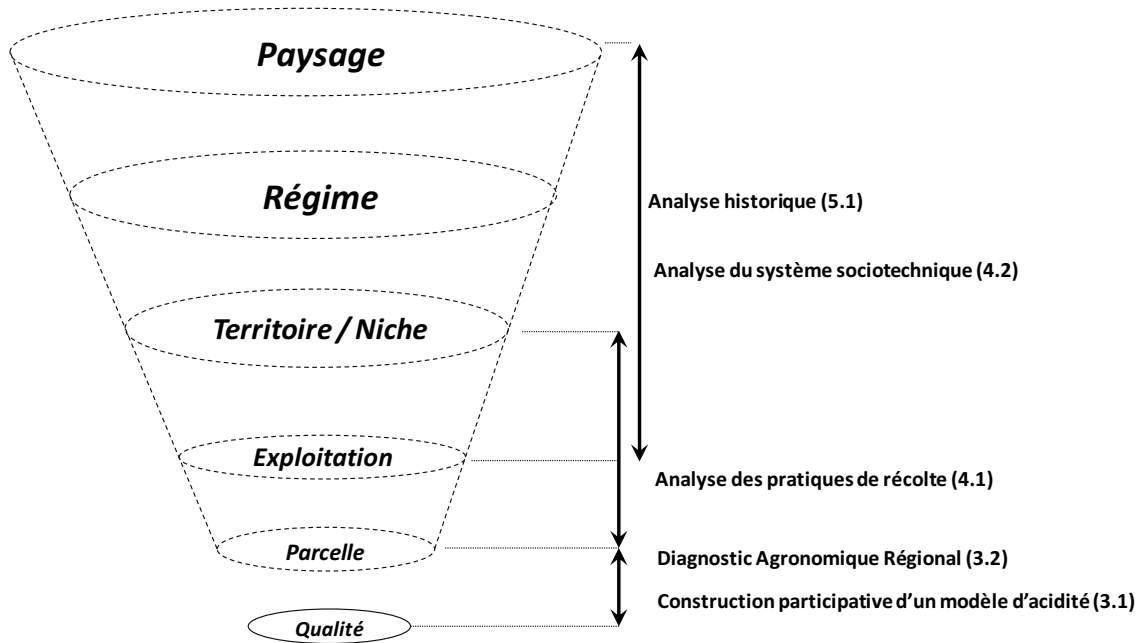 Paysage
Régime
Analyse historique (5.1)
Analyse du système sociotechnique (4.2)
Territoire / Niche
Exploitation
Analyse des pratiques de récolte (4.1)
Parcelle
Diagnostic Agronomique Régional (3.2)
Construction participative d'un modèle d'acidité (3.1)
Qualité